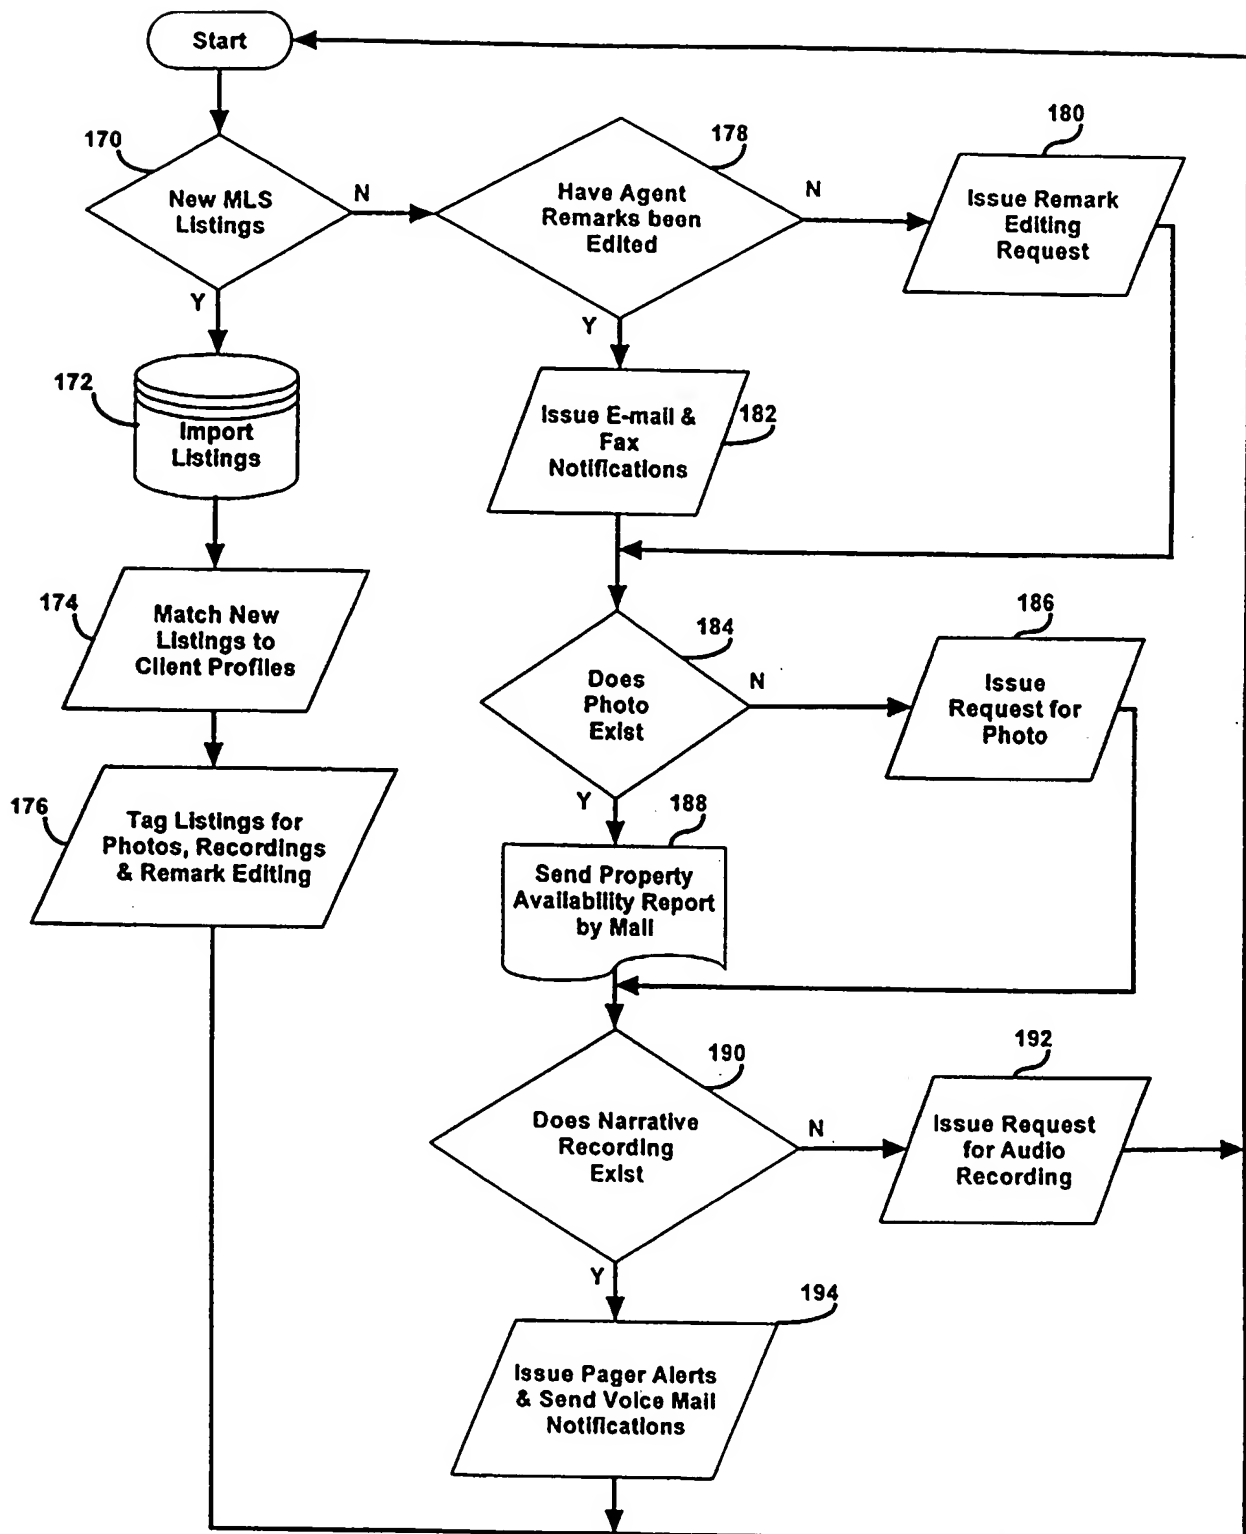 Start
170
New MLS
Listings
N
Y
178
Have Agent
Remarks been
Edited
N
Y
180
Issue Remark
Editing
Request
172
Import
Listings
182
Issue E-mail &
Fax
Notifications
174
Match New
Listings to
Client Profiles
184
Does
Photo
Exist
N
Y
186
Issue
Request for
Photo
176
Tag Listings for
Photos, Recordings
& Remark Editing
188
Send Property
Availability Report
by Mail
190
Does Narrative
Recording
Exist
N
Y
192
Issue Request
for Audio
Recording
194
Issue Pager Alerts
& Send Voice Mail
Notifications